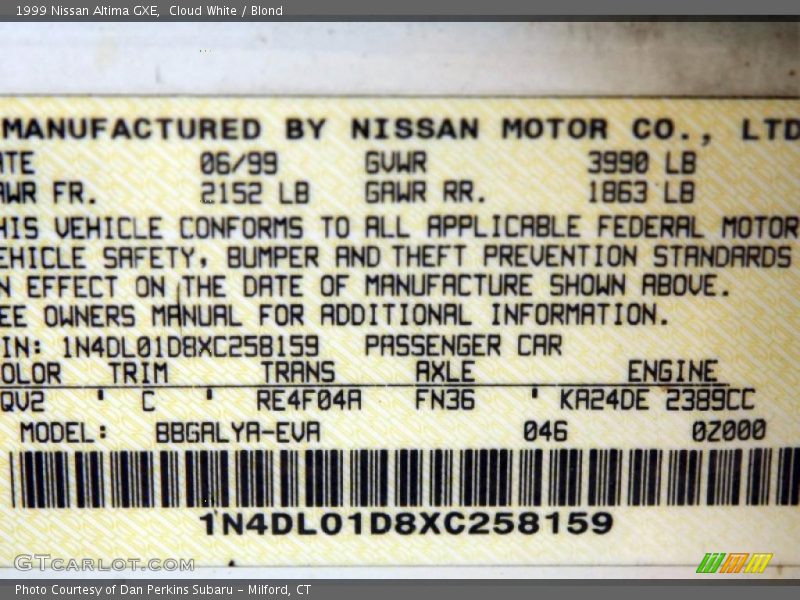 1999 Nissan Altima GXE, Cloud White / Blond
MANUFACTURED BY NISSAN MOTOR CO., LTD
ATE 06/99 GVWR 3990 LB
AWR FR. 2152 LB GAWR RR. 1863 LB
HIS VEHICLE CONFORMS TO ALL APPLICABLE FEDERAL MOTOR
EHICLE SAFETY, BUMPER AND THEFT PREVENTION STANDARDS
N EFFECT ON THE DATE OF MANUFACTURE SHOWN ABOVE.
EE OWNERS MANUAL FOR ADDITIONAL INFORMATION.
IN: 1N4DL01D8XC258159 PASSENGER CAR
OLOR TRIM TRANS AXLE ENGINE
QV2 ' C ' RE4F04A FN36 ' KA24DE 2389CC
MODEL: BBGALYA-EVA 046 0Z000
1N4DL01D8XC258159
GTCARLOT.COM
Photo Courtesy of Dan Perkins Subaru - Milford, CT